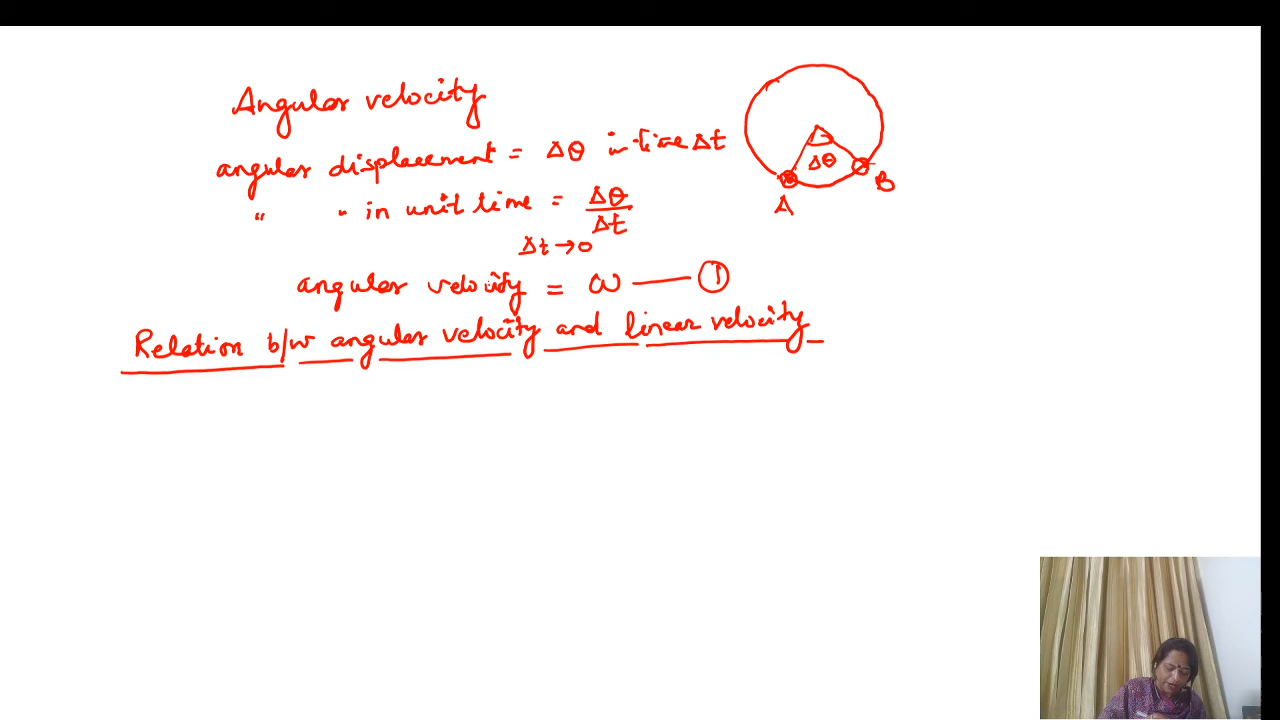 Angular velocity
angular displacement = Δθ in time Δt
" " in unit time = Δθ/Δt
Δt → 0
angular velocity = ω —— ①
Relation b/w angular velocity and linear velocity
Δθ
A
B